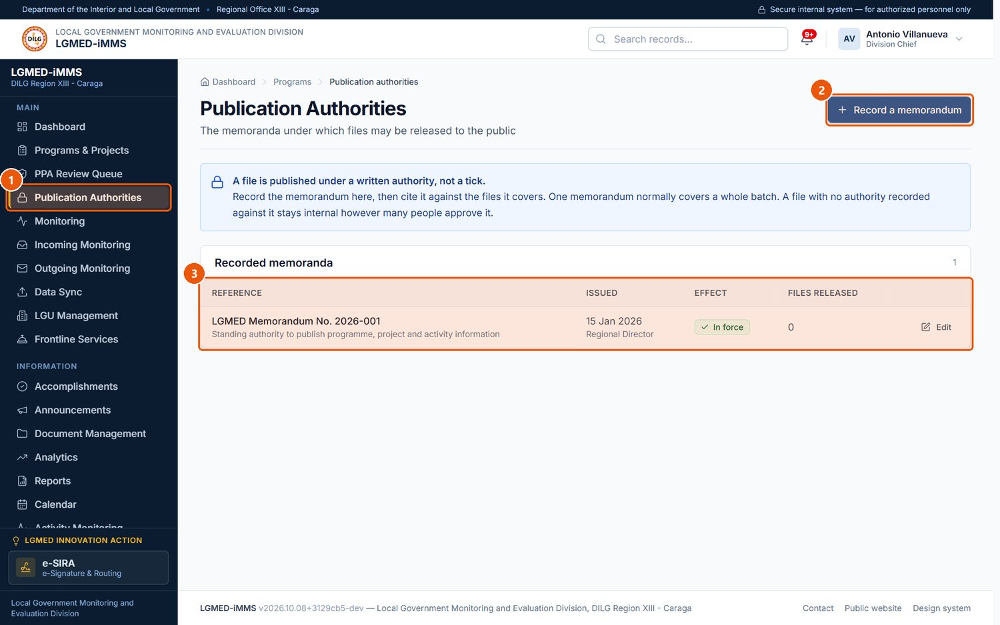 Department of the Interior and Local Government • Regional Office XIII - Caraga
Secure internal system — for authorized personnel only
DILG
LOCAL GOVERNMENT MONITORING AND EVALUATION DIVISION
LGMED-iMMS
Search records...
9+
AV
Antonio Villanueva
Division Chief
LGMED-iMMS
DILG Region XIII - Caraga
MAIN
Dashboard
Programs & Projects
PPA Review Queue
1
Publication Authorities
Monitoring
Incoming Monitoring
Outgoing Monitoring
Data Sync
LGU Management
Frontline Services
INFORMATION
Accomplishments
Announcements
Document Management
Analytics
Reports
Calendar
Activity Monitoring
LGMED INNOVATION ACTION
e-SIRA
e-Signature & Routing
Local Government Monitoring and
Evaluation Division
Dashboard > Programs > Publication authorities
Publication Authorities
The memoranda under which files may be released to the public
2
+ Record a memorandum
A file is published under a written authority, not a tick.
Record the memorandum here, then cite it against the files it covers. One memorandum normally covers a whole batch. A file with no authority recorded
against it stays internal however many people approve it.
Recorded memoranda
1
3
REFERENCE ISSUED EFFECT FILES RELEASED
LGMED Memorandum No. 2026-001 15 Jan 2026 In force 0 Edit
Standing authority to publish programme, project and activity information Regional Director
LGMED-iMMS v2026.10.08+3129cb5-dev — Local Government Monitoring and Evaluation Division, DILG Region XIII - Caraga
Contact Public website Design system